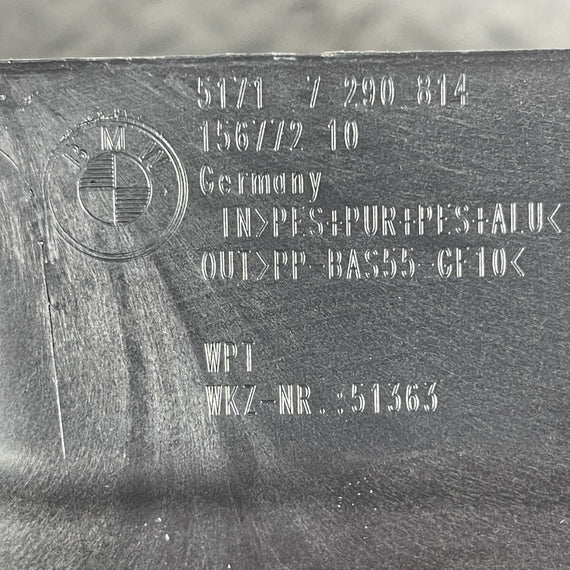 5171 7 290 814
156772 10
BMW
Germany
IN>PES+PUR+PES+ALU<
OUT>PP-BAS55-GF10<
WPT
WKZ-NR.:51363